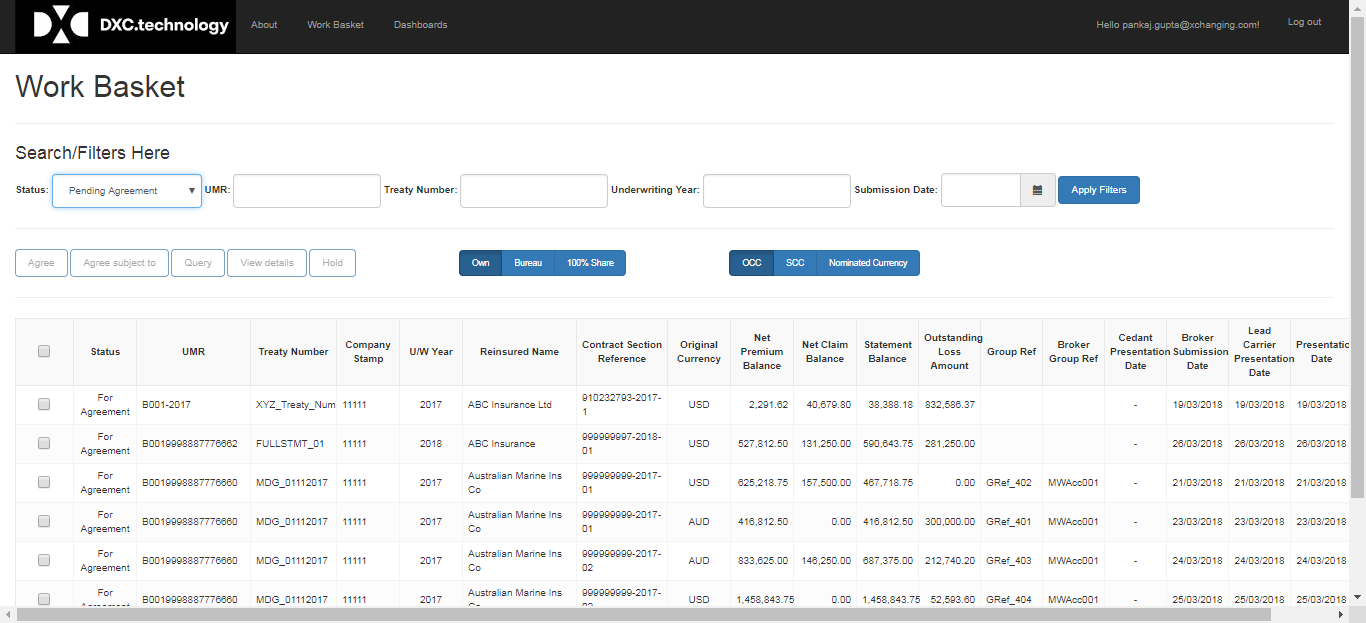 DXC.technology About Work Basket Dashboards Hello pankaj.gupta@xchanging.com! Log out
Work Basket
Search/Filters Here
Status: Pending Agreement UMR: Treaty Number: Underwriting Year: Submission Date: Apply Filters
Agree Agree subject to Query View details Hold Own Bureau 100% Share OCC SCC Nominated Currency
Status UMR Treaty Number Company Stamp U/W Year Reinsured Name Contract Section Reference Original Currency Net Premium Balance Net Claim Balance Statement Balance Outstanding Loss Amount Group Ref Broker Group Ref Cedant Presentation Date Broker Submission Date Lead Carrier Presentation Date Date
For Agreement B001-2017 XYZ_Treaty_Num 11111 2017 ABC Insurance Ltd 910232793-2017-1 USD 2,291.62 40,679.80 38,388.18 832,586.37 - 19/03/2018 19/03/2018 19/03/2018
For Agreement B0019998887776662 FULLSTMT_01 11111 2018 ABC Insurance 999999997-2018-01 USD 527,812.50 131,250.00 590,643.75 281,250.00 - 26/03/2018 26/03/2018 26/03/2018
For Agreement B0019998887776660 MDG_01112017 11111 2017 Australian Marine Ins Co 999999999-2017-01 USD 625,218.75 157,500.00 467,718.75 0.00 GRef_402 MWAcc001 - 21/03/2018 21/03/2018 21/03/2018
For Agreement B0019998887776660 MDG_01112017 11111 2017 Australian Marine Ins Co 999999999-2017-01 AUD 416,812.50 0.00 416,812.50 300,000.00 GRef_401 MWAcc001 - 23/03/2018 23/03/2018 23/03/2018
For Agreement B0019998887776660 MDG_01112017 11111 2017 Australian Marine Ins Co 999999999-2017-02 AUD 833,625.00 146,250.00 687,375.00 212,740.20 GRef_403 MWAcc001 - 24/03/2018 24/03/2018 24/03/2018
For B0019998887776660 MDG_01112017 11111 2017 Australian Marine Ins 999999999-2017- USD 1,458,843.75 0.00 1,458,843.75 52,593.60 GRef_404 MWAcc001 - 25/03/2018 25/03/2018 25/03/2018